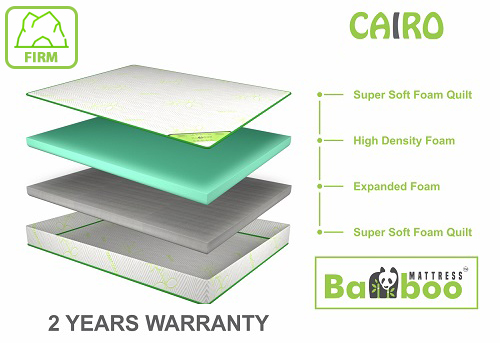 FIRM
CAIRO
Super Soft Foam Quilt
High Density Foam
Expanded Foam
Super Soft Foam Quilt
MATTRESS
Bamboo
2 YEARS WARRANTY